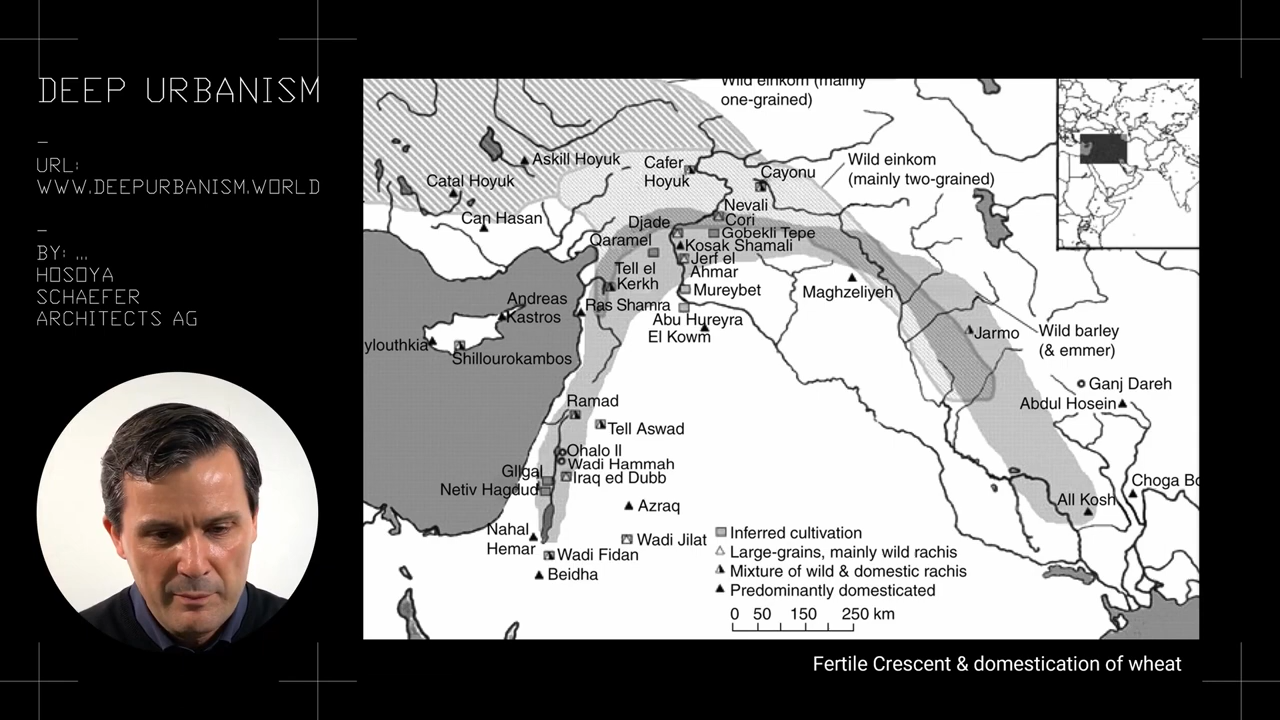 DEEP URBANISM
–
URL:
WWW.DEEPURBANISM.WORLD
–
BY: ...
HOSOYA
SCHAEFER
ARCHITECTS AG
Wild einkorn (mainly
one-grained)
Askill Hoyuk
Cafer
Hoyuk
Cayonu
Wild einkorn
(mainly two-grained)
Catal Hoyuk
Can Hasan
Nevali
Cori
Djade
Gobekli Tepe
Qaramel
Kosak Shamali
Jerf el
Ahmar
Tell el
Kerkh
Mureybet
Maghzeliyeh
Andreas
Kastros
Ras Shamra
Abu Hureyra
El Kowm
Jarmo
Wild barley
(& emmer)
ylouthkia
Shillourokambos
Ganj Dareh
Abdul Hosein
Ramad
Tell Aswad
Ohalo II
Wadi Hammah
Gllgal
Iraq ed Dubb
Netiv Hagdud
Choga Bo
All Kosh
Azraq
Nahal
Hemar
Wadi Jilat
Wadi Fidan
Beidha
Inferred cultivation
Large-grains, mainly wild rachis
Mixture of wild & domestic rachis
Predominantly domesticated
0 50 150 250 km
Fertile Crescent & domestication of wheat